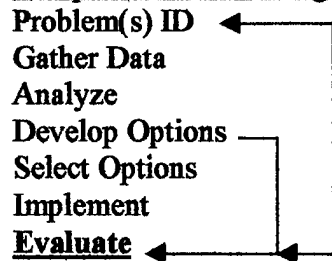 Problem(s) ID
Gather Data
Analyze
Develop Options
Select Options
Implement
Evaluate